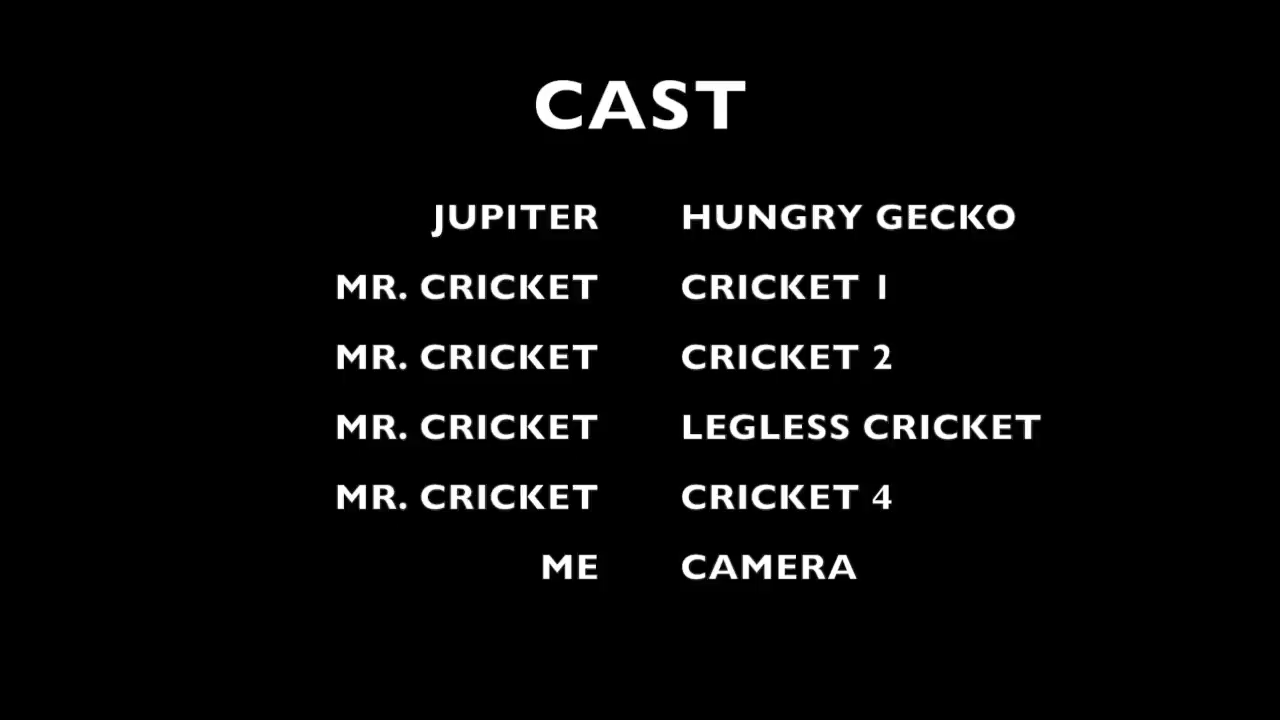 CAST
JUPITER HUNGRY GECKO
MR. CRICKET CRICKET 1
MR. CRICKET CRICKET 2
MR. CRICKET LEGLESS CRICKET
MR. CRICKET CRICKET 4
ME CAMERA